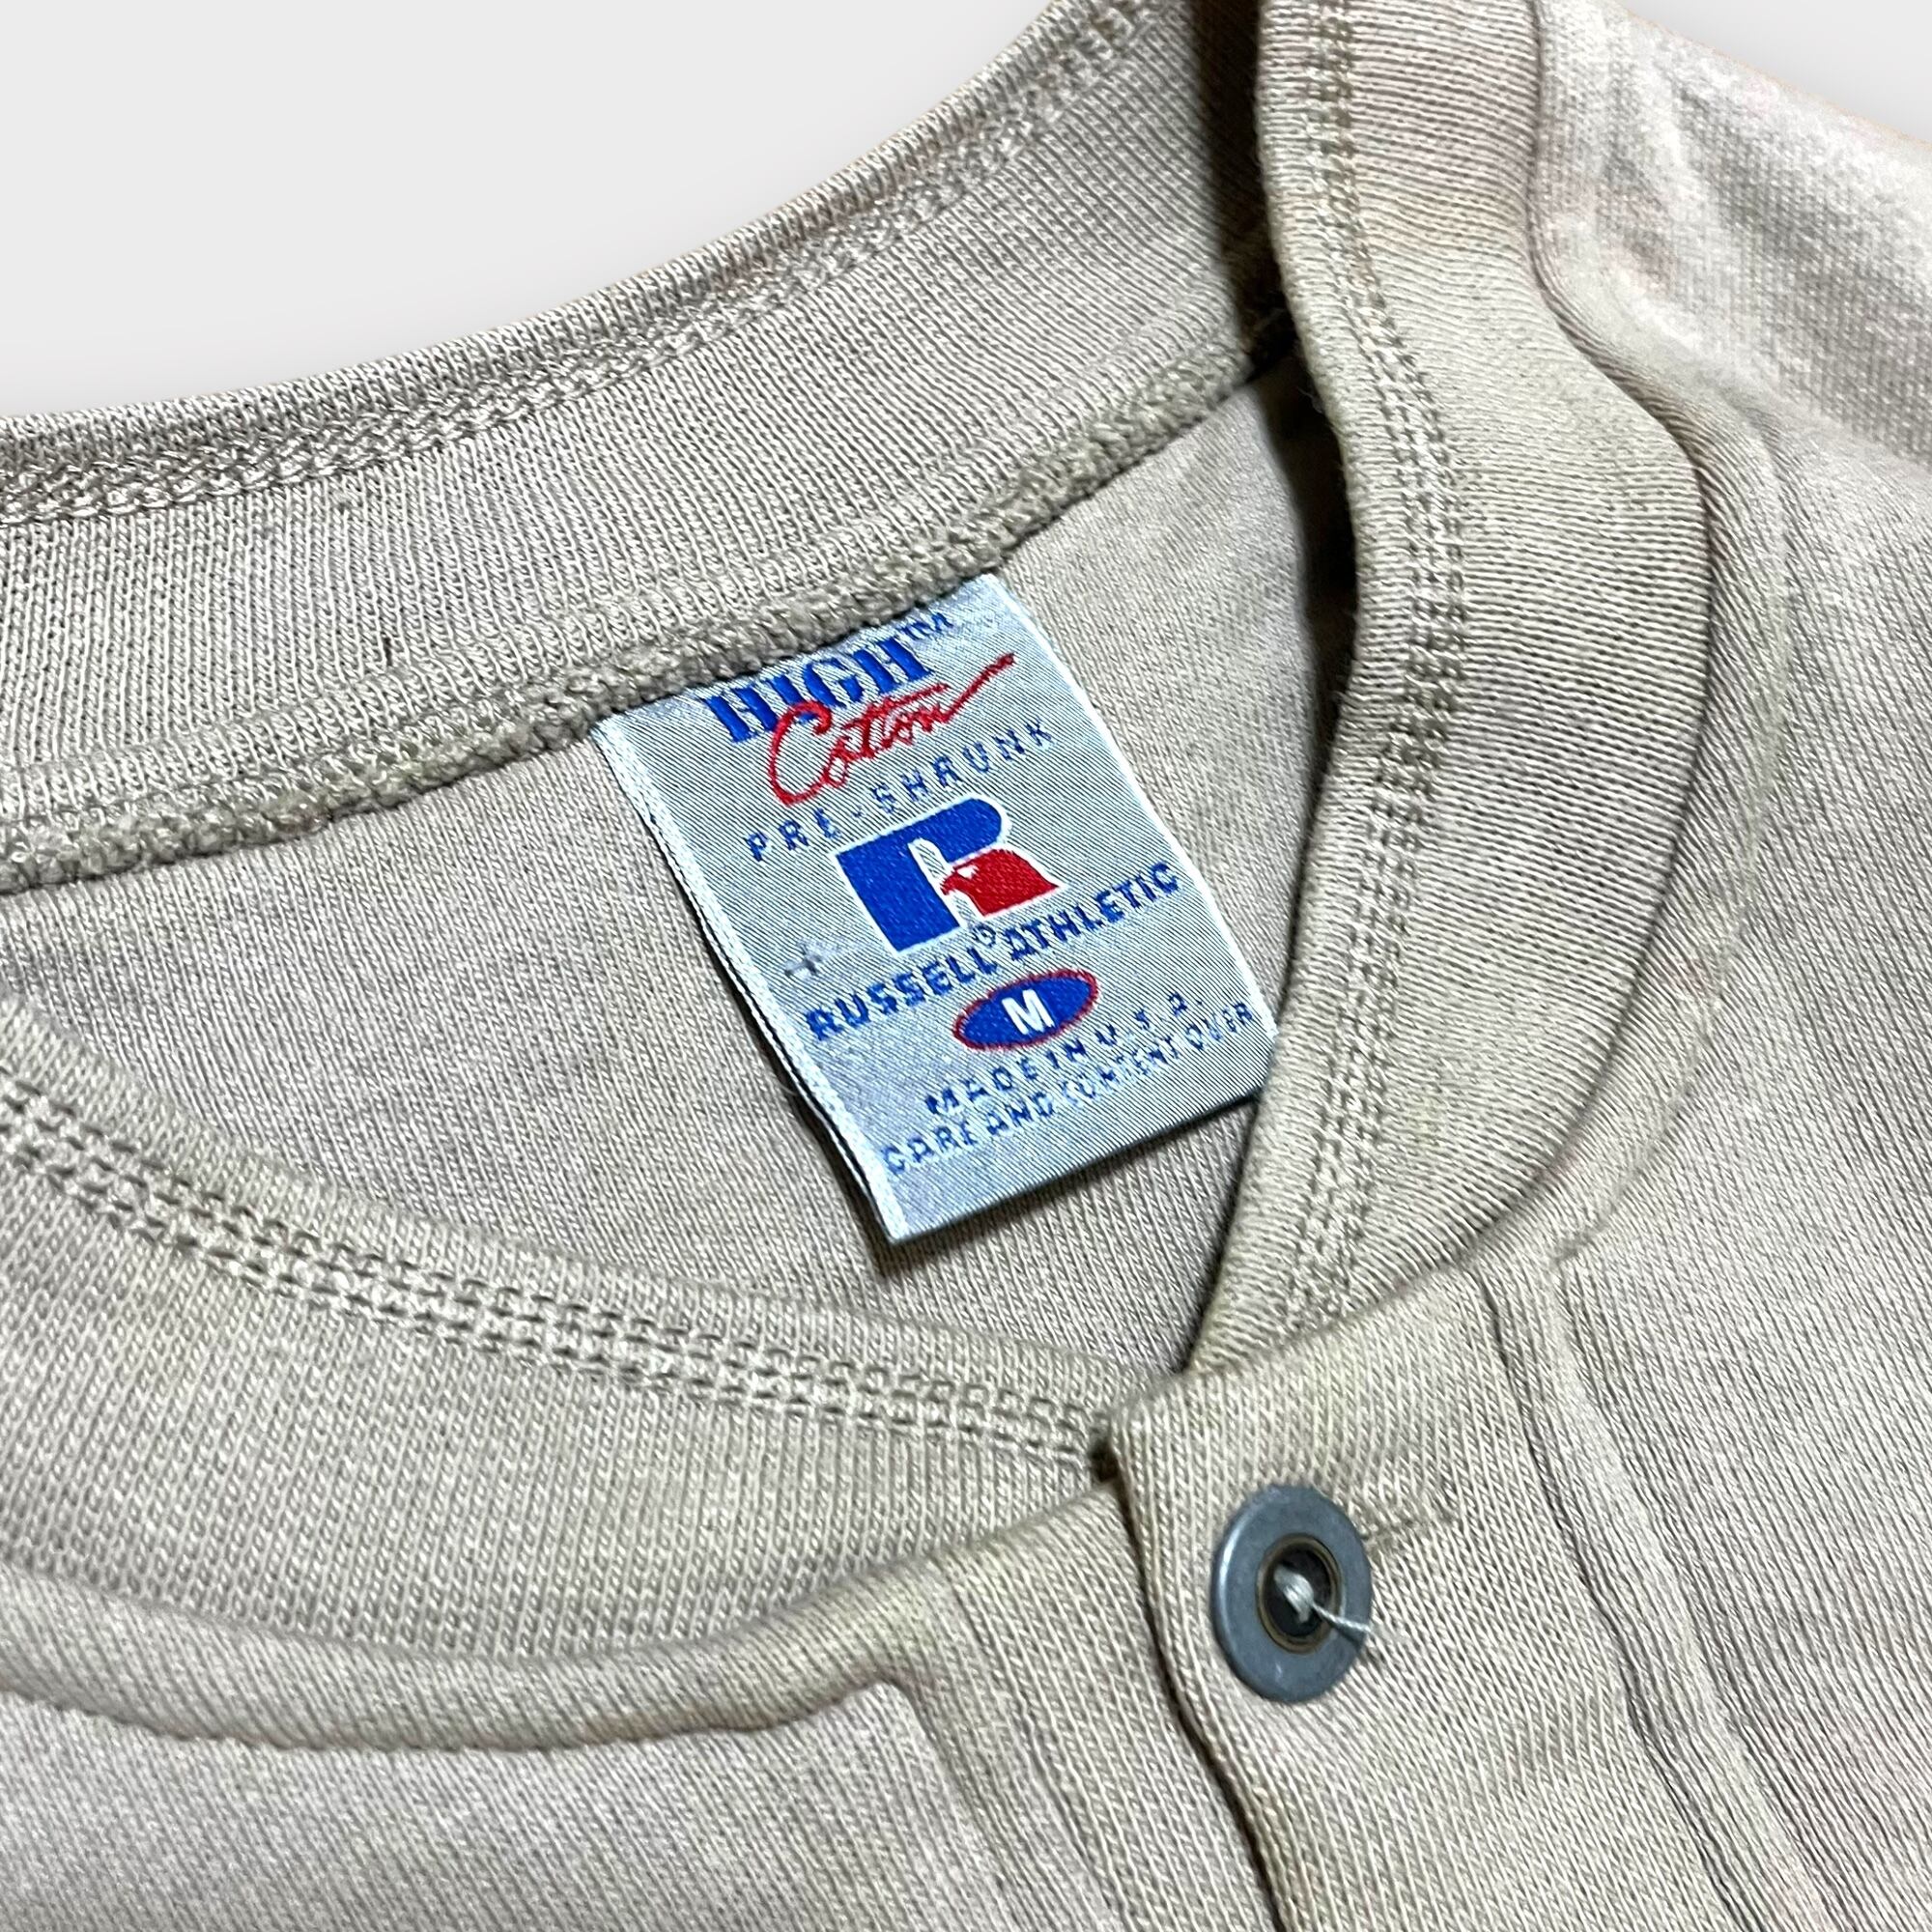 HIGH™
Cotton
PRE-SHRUNK
R
RUSSELL ATHLETIC®
M
MADE IN U.S.A.
CARE AND CONTENT OVER